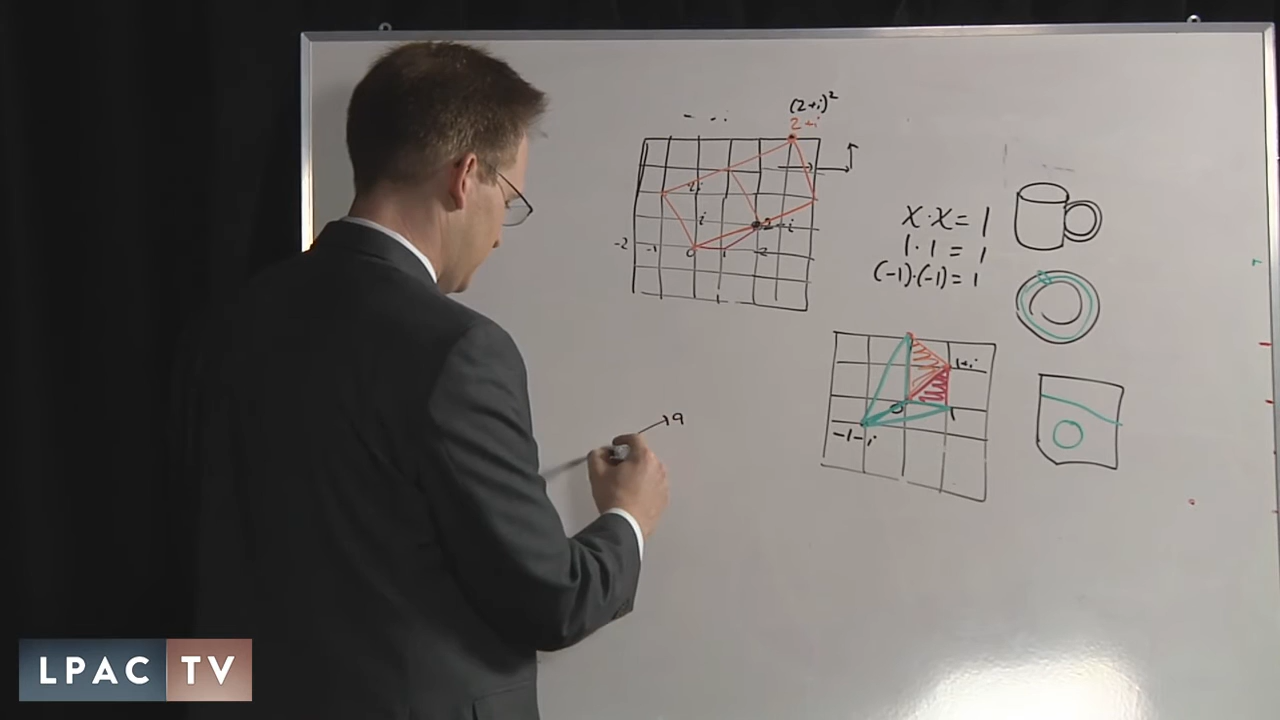 (2+i)²
2+i
2i
i
2+i
-2 -1 0 1 2
x·x = 1
1·1 = 1
(-1)·(-1) = 1
1+i
0 1
-1-i
9
LPAC TV